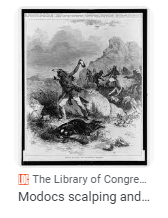 The Library of Congre...
Modocs scalping and...